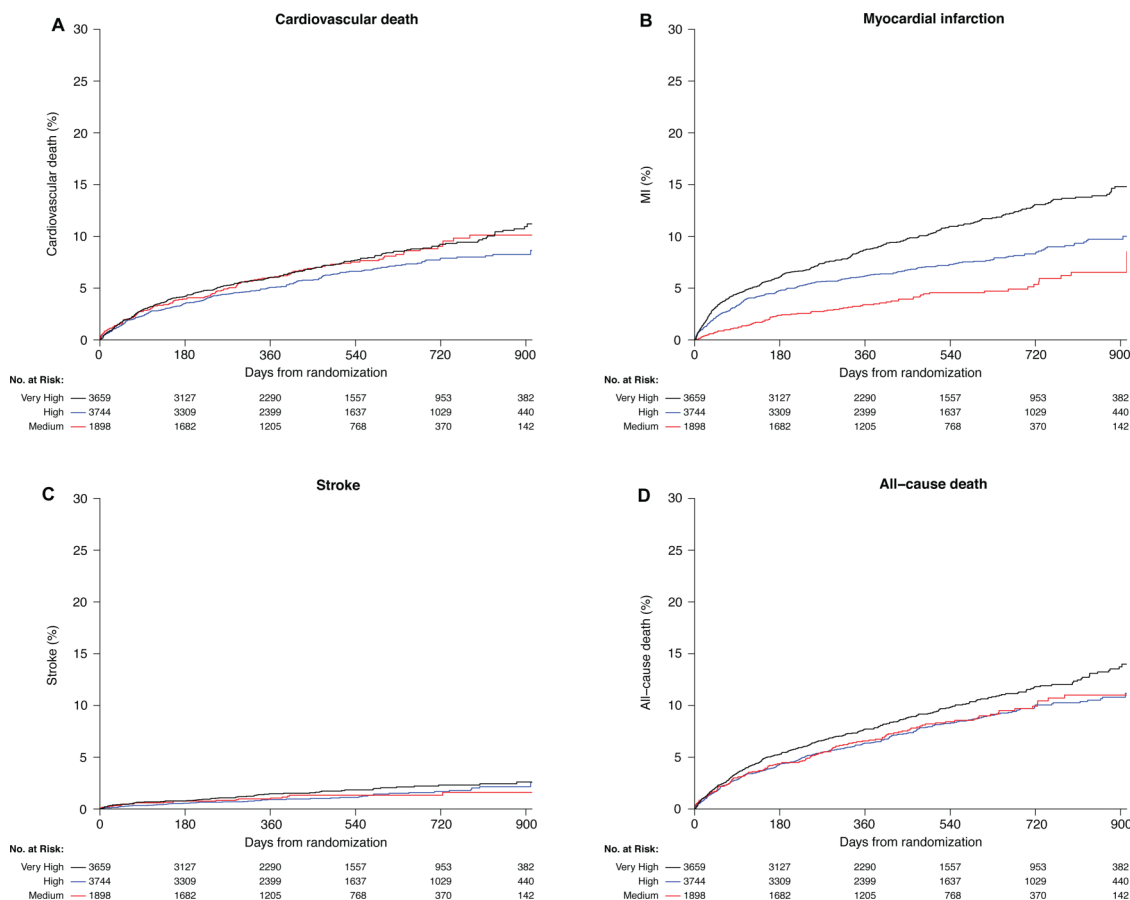 A
Cardiovascular death
30
25
20
15
10
5
0
Cardiovascular death (%)
0 180 360 540 720 900
Days from randomization
No. at Risk:
Very High 3659 3127 2290 1557 953 382
High 3744 3309 2399 1637 1029 440
Medium 1898 1682 1205 768 370 142
B
Myocardial infarction
30
25
20
15
10
5
0
MI (%)
0 180 360 540 720 900
Days from randomization
No. at Risk:
Very High 3659 3127 2290 1557 953 382
High 3744 3309 2399 1637 1029 440
Medium 1898 1682 1205 768 370 142
C
Stroke
30
25
20
15
10
5
0
Stroke (%)
0 180 360 540 720 900
Days from randomization
No. at Risk:
Very High 3659 3127 2290 1557 953 382
High 3744 3309 2399 1637 1029 440
Medium 1898 1682 1205 768 370 142
D
All–cause death
30
25
20
15
10
5
0
All–cause death (%)
0 180 360 540 720 900
Days from randomization
No. at Risk:
Very High 3659 3127 2290 1557 953 382
High 3744 3309 2399 1637 1029 440
Medium 1898 1682 1205 768 370 142